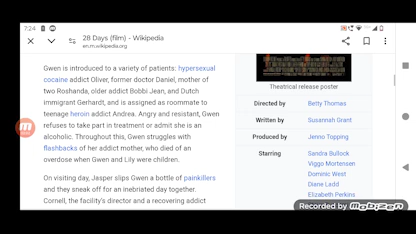 7:24
28 Days (film) - Wikipedia
en.m.wikipedia.org
Gwen is introduced to a variety of patients: hypersexual
cocaine addict Oliver, former doctor Daniel, mother of
two Roshanda, older addict Bobbi Jean, and Dutch
immigrant Gerhardt, and is assigned as roommate to
teenage heroin addict Andrea. Angry and resistant, Gwen
refuses to take part in treatment or admit she is an
alcoholic. Throughout this, Gwen struggles with
flashbacks of her addict mother, who died of an
overdose when Gwen and Lily were children.
On visiting day, Jasper slips Gwen a bottle of painkillers
and they sneak off for an inebriated day together.
Cornell, the facility's director and a recovering addict
Theatrical release poster
Directed by Betty Thomas
Written by Susannah Grant
Produced by Jenno Topping
Starring Sandra Bullock
Viggo Mortensen
Dominic West
Diane Ladd
Elizabeth Perkins
Recorded by Mobizen